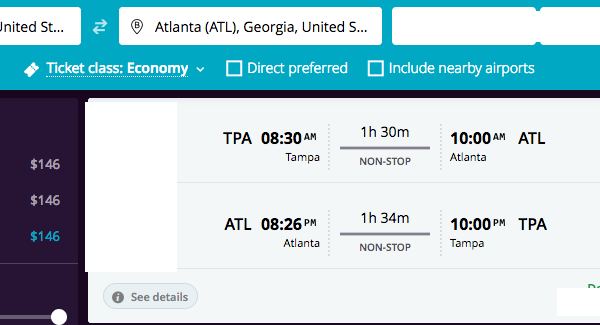 United St...
B Atlanta (ATL), Georgia, United S...
Ticket class: Economy
Direct preferred
Include nearby airports
$146
$146
$146
TPA 08:30 AM 1h 30m 10:00 AM ATL
Tampa NON-STOP Atlanta
ATL 08:26 PM 1h 34m 10:00 PM TPA
Atlanta NON-STOP Tampa
i See details